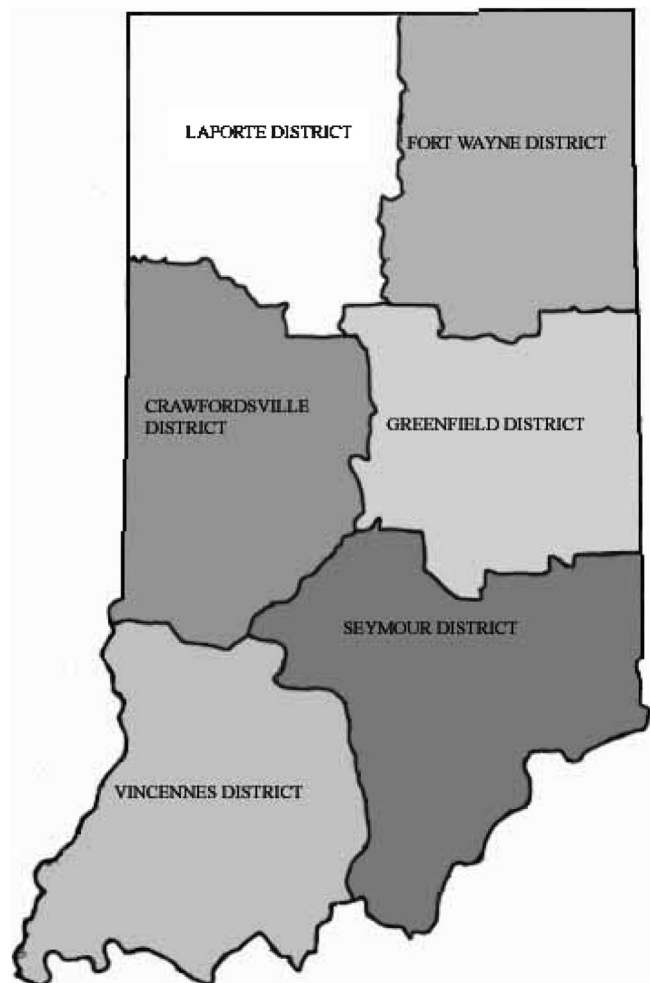 LAPORTE DISTRICT
FORT WAYNE DISTRICT
CRAWFORDSVILLE
DISTRICT
GREENFIELD DISTRICT
SEYMOUR DISTRICT
VINCENNES DISTRICT